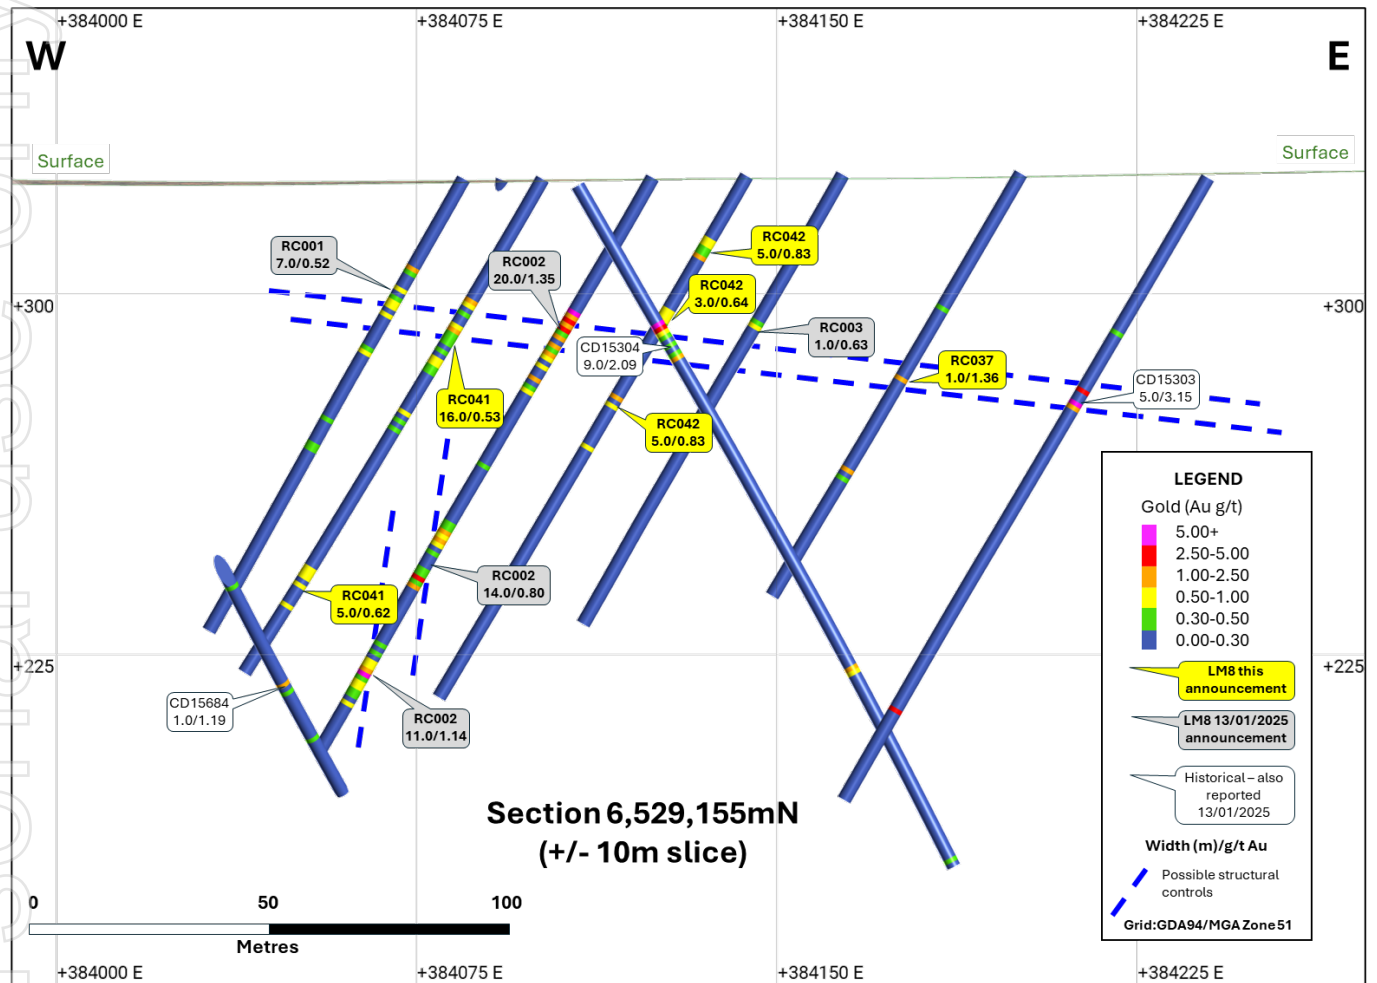 +384000 E
+384075 E
+384150 E
+384225 E
W
E
Surface
Surface
RC001
7.0/0.52
RC002
20.0/1.35
RC042
5.0/0.83
RC042
3.0/0.64
+300
+300
RC003
1.0/0.63
CD15304
9.0/2.09
RC037
1.0/1.36
CD15303
5.0/3.15
RC041
16.0/0.53
RC042
5.0/0.83
RC002
14.0/0.80
RC041
5.0/0.62
+225
+225
CD15684
1.0/1.19
RC002
11.0/1.14
LEGEND
Gold (Au g/t)
5.00+
2.50-5.00
1.00-2.50
0.50-1.00
0.30-0.50
0.00-0.30
LM8 this
announcement
LM8 13/01/2025
announcement
Historical – also
reported
13/01/2025
Width (m)/g/t Au
Possible structural
controls
Grid:GDA94/MGA Zone 51
Section 6,529,155mN
(+/- 10m slice)
0
50
100
Metres
+384000 E
+384075 E
+384150 E
+384225 E